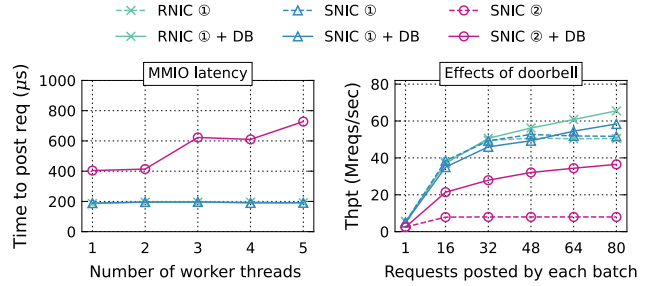 RNIC ① SNIC ① SNIC ②
RNIC ① + DB SNIC ① + DB SNIC ② + DB
MMIO latency
Time to post req (μs)
1000
800
600
400
200
0
1 2 3 4 5
Number of worker threads
Effects of doorbell
Thpt (Mreqs/sec)
80
60
40
20
0
1 16 32 48 64 80
Requests posted by each batch